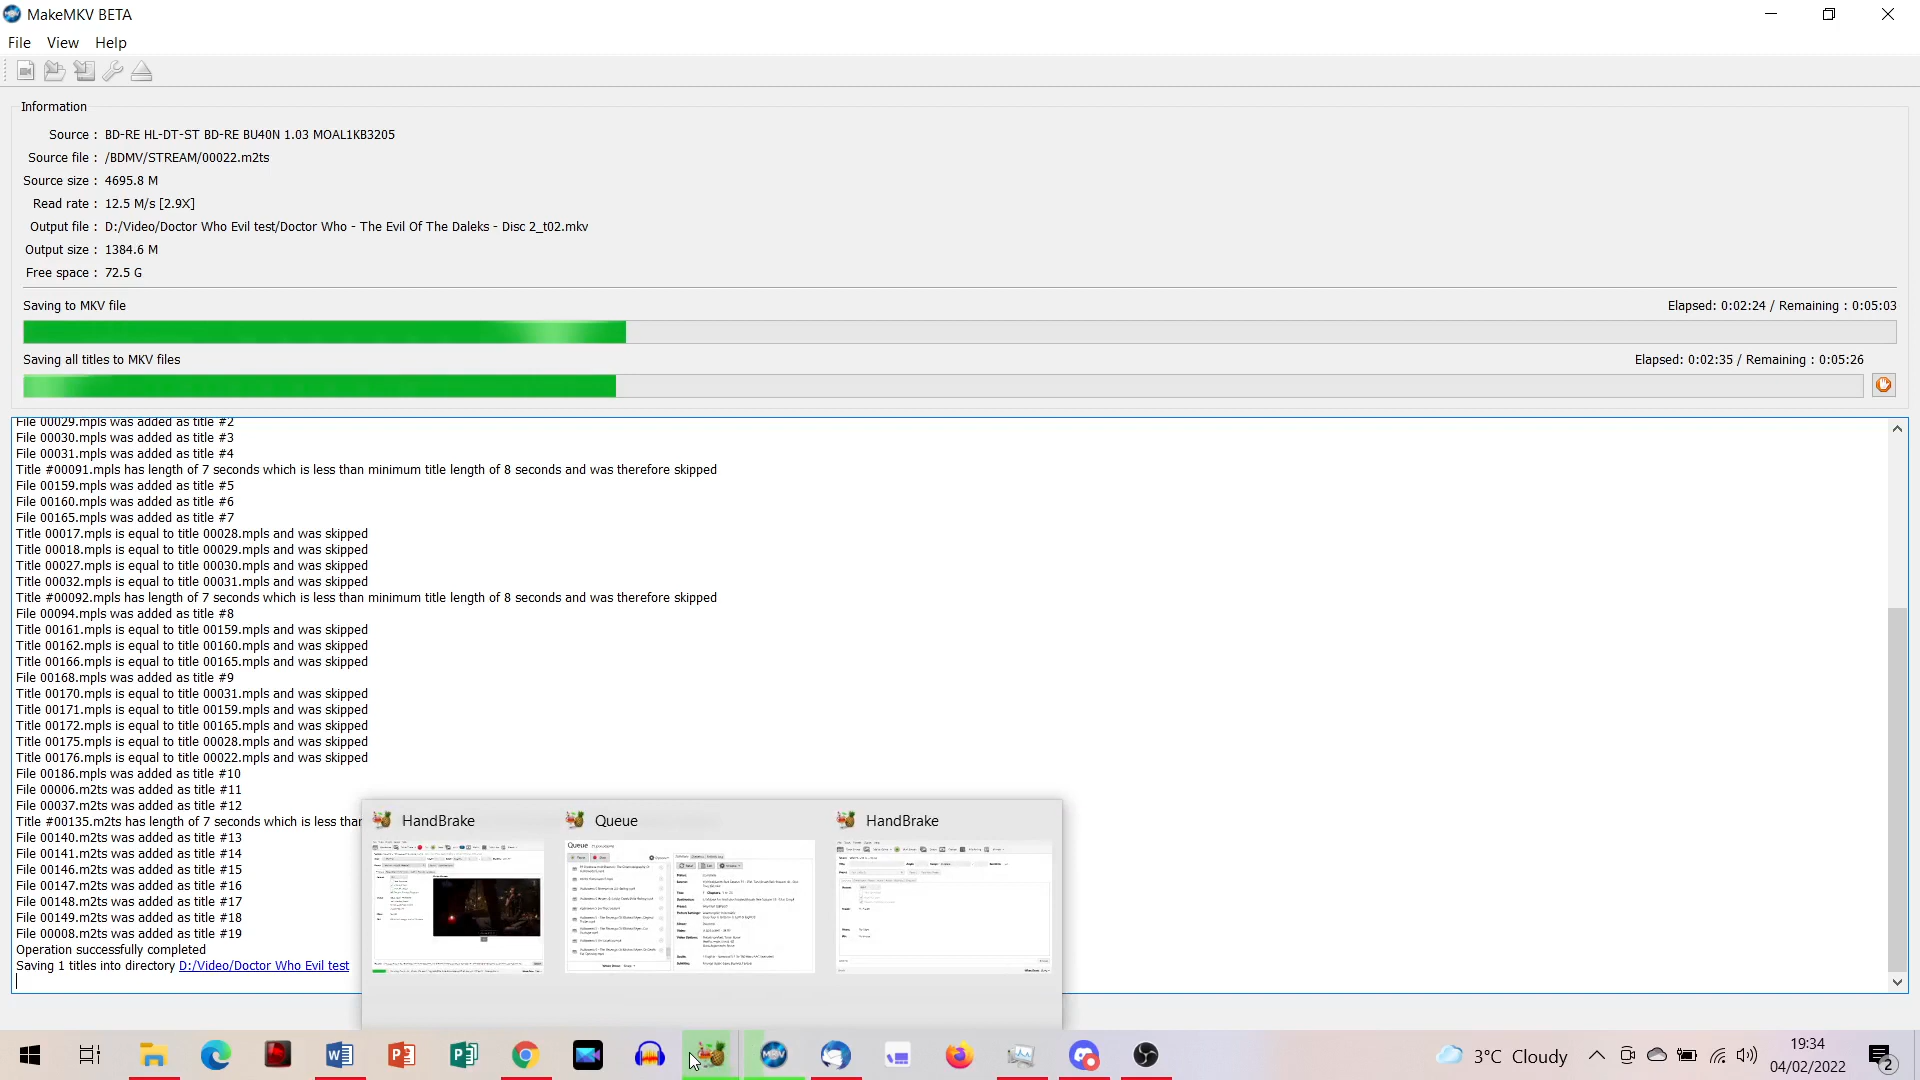 MakeMKV BETA
File View Help
Information
Source : BD-RE HL-DT-ST BD-RE BU40N 1.03 MOAL1KB3205
Source file : /BDMV/STREAM/00022.m2ts
Source size : 4695.8 M
Read rate : 12.5 M/s [2.9X]
Output file : D:/Video/Doctor Who Evil test/Doctor Who - The Evil Of The Daleks - Disc 2_t02.mkv
Output size : 1384.6 M
Free space : 72.5 G
Saving to MKV file Elapsed: 0:02:24 / Remaining : 0:05:03
Saving all titles to MKV files Elapsed: 0:02:35 / Remaining : 0:05:26
File 00029.mpls was added as title #2
File 00030.mpls was added as title #3
File 00031.mpls was added as title #4
Title #00091.mpls has length of 7 seconds which is less than minimum title length of 8 seconds and was therefore skipped
File 00159.mpls was added as title #5
File 00160.mpls was added as title #6
File 00165.mpls was added as title #7
Title 00017.mpls is equal to title 00028.mpls and was skipped
Title 00018.mpls is equal to title 00029.mpls and was skipped
Title 00027.mpls is equal to title 00030.mpls and was skipped
Title 00032.mpls is equal to title 00031.mpls and was skipped
Title #00092.mpls has length of 7 seconds which is less than minimum title length of 8 seconds and was therefore skipped
File 00094.mpls was added as title #8
Title 00161.mpls is equal to title 00159.mpls and was skipped
Title 00162.mpls is equal to title 00160.mpls and was skipped
Title 00166.mpls is equal to title 00165.mpls and was skipped
File 00168.mpls was added as title #9
Title 00170.mpls is equal to title 00031.mpls and was skipped
Title 00171.mpls is equal to title 00159.mpls and was skipped
Title 00172.mpls is equal to title 00165.mpls and was skipped
Title 00175.mpls is equal to title 00028.mpls and was skipped
Title 00176.mpls is equal to title 00022.mpls and was skipped
File 00186.mpls was added as title #10
File 00006.m2ts was added as title #11
File 00037.m2ts was added as title #12
Title #00135.m2ts has length of 7 seconds which is less than
File 00140.m2ts was added as title #13
File 00141.m2ts was added as title #14
File 00146.m2ts was added as title #15
File 00147.m2ts was added as title #16
File 00148.m2ts was added as title #17
File 00149.m2ts was added as title #18
File 00008.m2ts was added as title #19
Operation successfully completed
Saving 1 titles into directory D:/Video/Doctor Who Evil test
HandBrake Queue HandBrake
Queue
3°C Cloudy
19:34
04/02/2022
2